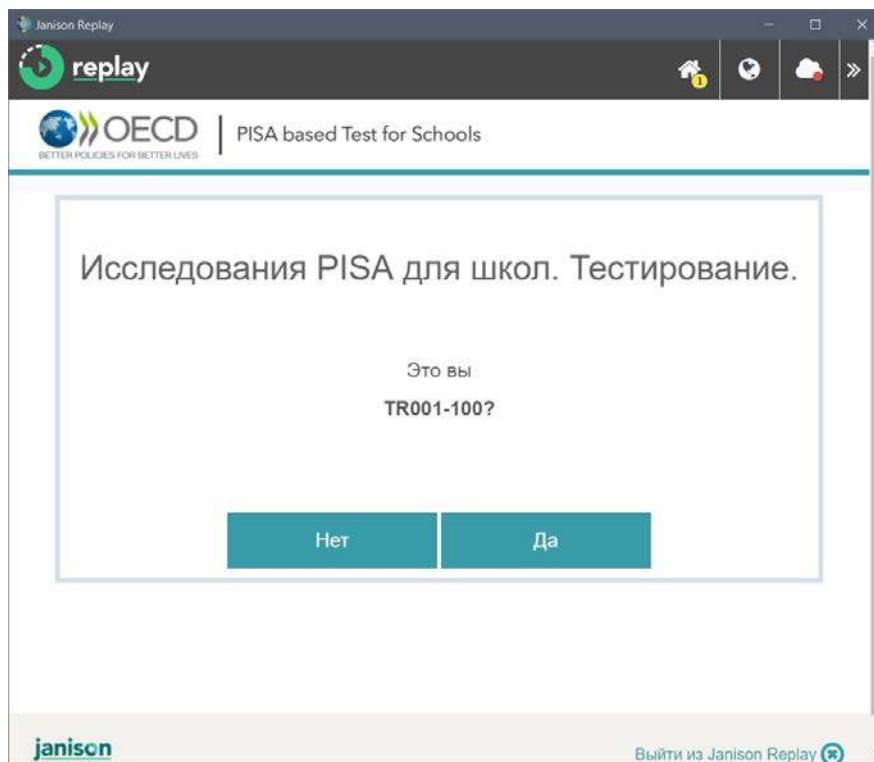 Janison Replay
replay
1
OECD
BETTER POLICIES FOR BETTER LIVES
PISA based Test for Schools
Исследования PISA для школ. Тестирование.
Это вы
TR001-100?
Нет
Да
janison
Выйти из Janison Replay